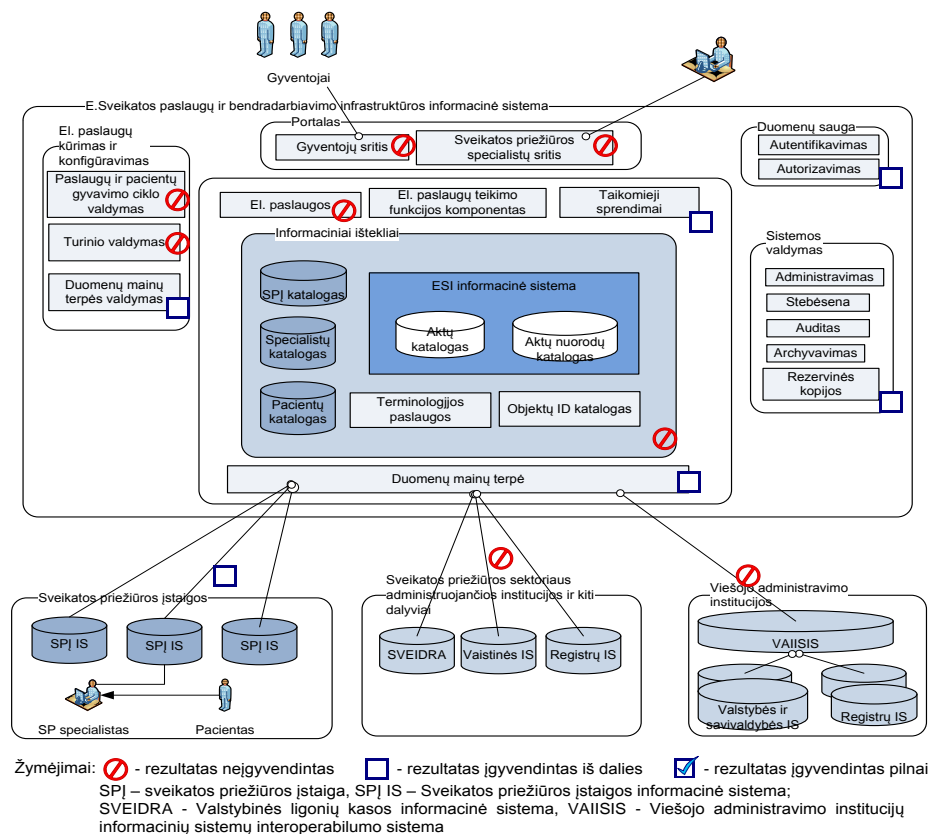 Gyventojai
E.Sveikatos paslaugų ir bendradarbiavimo infrastruktūros informacinė sistema
Portalas
Gyventojų sritis
Sveikatos priežiūros
specialistų sritis
El. paslaugų
kūrimas ir
konfigūravimas
Paslaugų ir pacientų
gyvavimo ciklo
valdymas
Turinio valdymas
Duomenų mainų
terpės valdymas
Duomenų sauga
Autentifikavimas
Autorizavimas
El. paslaugos
El. paslaugų teikimo
funkcijos komponentas
Taikomieji
sprendimai
Informaciniai ištekliai
SPĮ katalogas
Specialistų
katalogas
Pacientų
katalogas
ESI informacinė sistema
Aktų
katalogas
Aktų nuorodų
katalogas
Terminologįjos
paslaugos
Objektų ID katalogas
Sistemos
valdymas
Administravimas
Stebėsena
Auditas
Archyvavimas
Rezervinės
kopijos
Duomenų mainų terpė
Sveikatos priežiūros įstaigos
SPĮ IS
SPĮ IS
SPĮ IS
SP specialistas
Pacientas
Sveikatos priežiūros sektoriaus
administruojančios institucijos ir kiti
dalyviai
SVEIDRA
Vaistinės IS
Registrų IS
Viešojo administravimo
institucijos
VAIISIS
Valstybės ir
savivaldybės IS
Registrų IS
Žymėjimai:
- rezultatas neįgyvendintas
- rezultatas įgyvendintas iš dalies
- rezultatas įgyvendintas pilnai
SPĮ – sveikatos priežiūros įstaiga, SPĮ IS – Sveikatos priežiūros įstaigos informacinė sistema;
SVEIDRA - Valstybinės ligonių kasos informacinė sistema, VAIISIS - Viešojo administravimo institucijų
informacinių sistemų interoperabilumo sistema